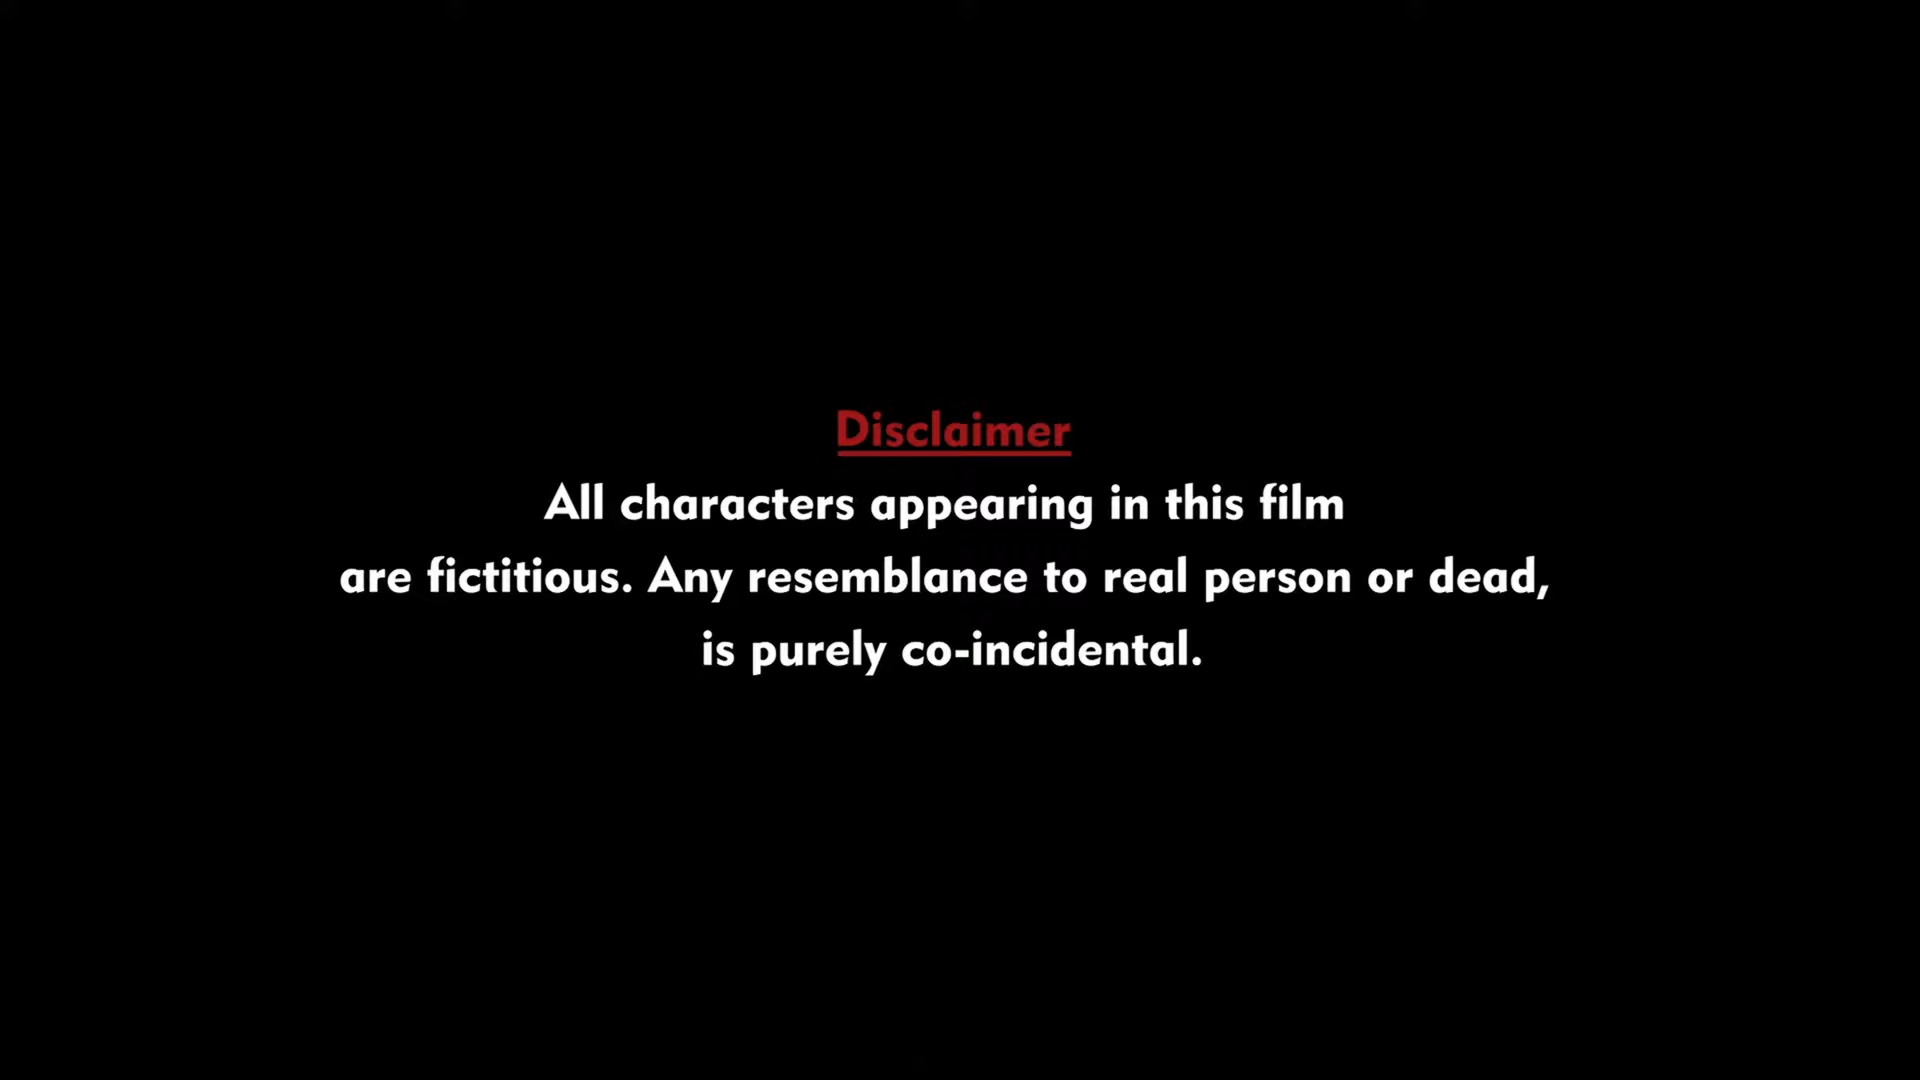 Disclaimer
All characters appearing in this film
are fictitious. Any resemblance to real person or dead,
is purely co-incidental.